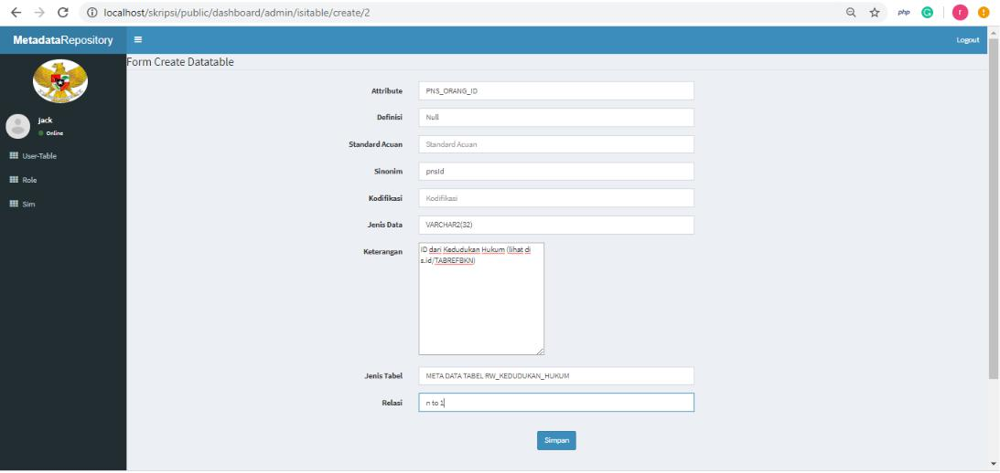 localhost/skripsi/public/dashboard/admin/isitable/create/2
php
G
r
MetadataRepository
Logout
Form Create Datatable
jack
Online
User-Table
Role
Sim
Attribute PNS_ORANG_ID
Definisi Null
Standard Acuan Standard Acuan
Sinonim pnsId
Kodifikasi Kodifikasi
Jenis Data VARCHAR2(32)
Keterangan ID dari Kedudukan Hukum (lihat di
s.id/TABREFBKN)
Jenis Tabel META DATA TABEL RW_KEDUDUKAN_HUKUM
Relasi n to 1
Simpan